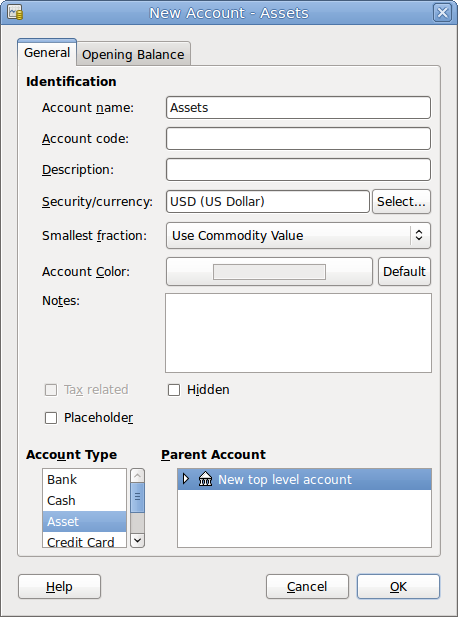 New Account - Assets
General
Opening Balance
Identification
Account name:
Assets
Account code:
Description:
Security/currency:
USD (US Dollar)
Select...
Smallest fraction:
Use Commodity Value
Account Color:
Default
Notes:
Tax related
Hidden
Placeholder
Account Type
Parent Account
Bank
Cash
Asset
Credit Card
New top level account
Help
Cancel
OK